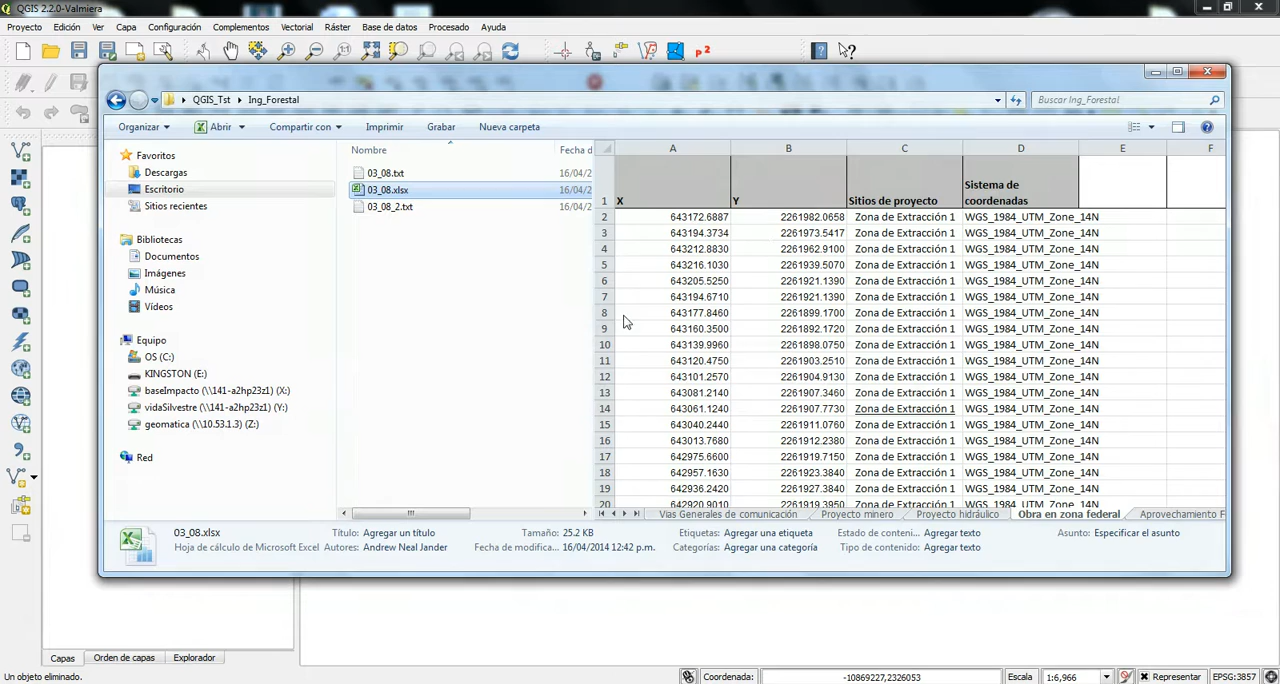 QGIS 2.2.0-Valmiera
Proyecto Edición Ver Capa Configuración Complementos Vectorial Ráster Base de datos Procesado Ayuda
QGIS_Tst Ing_Forestal Buscar Ing_Forestal
Organizar Abrir Compartir con Imprimir Grabar Nueva carpeta
Favoritos
Descargas
Escritorio
Sitios recientes
Bibliotecas
Documentos
Imágenes
Música
Vídeos
Equipo
OS (C:)
KINGSTON (E:)
baseImpacto (\\141-a2hp23z1) (X:)
vidaSilvestre (\\141-a2hp23z1) (Y:)
geomatica (\\10.53.1.3) (Z:)
Red
Nombre Fecha d
03_08.txt 16/04/2
03_08.xlsx 16/04/2
03_08_2.txt 16/04/2
A B C D E F
1 X Y Sitios de proyecto Sistema de
coordenadas
2 643172.6887 2261982.0658 Zona de Extracción 1 WGS_1984_UTM_Zone_14N
3 643194.3734 2261973.5417 Zona de Extracción 1 WGS_1984_UTM_Zone_14N
4 643212.8830 2261962.9100 Zona de Extracción 1 WGS_1984_UTM_Zone_14N
5 643216.1030 2261939.5070 Zona de Extracción 1 WGS_1984_UTM_Zone_14N
6 643205.5250 2261921.1390 Zona de Extracción 1 WGS_1984_UTM_Zone_14N
7 643194.6710 2261921.1390 Zona de Extracción 1 WGS_1984_UTM_Zone_14N
8 643177.8460 2261899.1700 Zona de Extracción 1 WGS_1984_UTM_Zone_14N
9 643160.3500 2261892.1720 Zona de Extracción 1 WGS_1984_UTM_Zone_14N
10 643139.9960 2261898.0750 Zona de Extracción 1 WGS_1984_UTM_Zone_14N
11 643120.4750 2261903.2510 Zona de Extracción 1 WGS_1984_UTM_Zone_14N
12 643101.2570 2261904.9130 Zona de Extracción 1 WGS_1984_UTM_Zone_14N
13 643081.2140 2261907.3460 Zona de Extracción 1 WGS_1984_UTM_Zone_14N
14 643061.1240 2261907.7730 Zona de Extracción 1 WGS_1984_UTM_Zone_14N
15 643040.2440 2261911.0760 Zona de Extracción 1 WGS_1984_UTM_Zone_14N
16 643013.7680 2261912.2380 Zona de Extracción 1 WGS_1984_UTM_Zone_14N
17 642975.6600 2261919.7150 Zona de Extracción 1 WGS_1984_UTM_Zone_14N
18 642957.1630 2261923.3840 Zona de Extracción 1 WGS_1984_UTM_Zone_14N
19 642936.2420 2261927.3840 Zona de Extracción 1 WGS_1984_UTM_Zone_14N
20 642920.9010 2261919.3950 Zona de Extracción 1 WGS_1984_UTM_Zone_14N
Vias Generales de comunicación Proyecto minero Proyecto hidráulico Obra en zona federal Aprovechamiento F
03_08.xlsx Título: Agregar un título Tamaño: 25.2 KB Etiquetas: Agregar una etiqueta Estado de conteni... Agregar texto Asunto: Especificar el asunto
Hoja de cálculo de Microsoft Excel Autores: Andrew Neal Jander Fecha de modifica... 16/04/2014 12:42 p.m. Categorías: Agregar una categoría Tipo de contenido: Agregar texto
Capas Orden de capas Explorador
Un objeto eliminado. Coordenada: -10869227,2326053 Escala 1:6,966 Representar EPSG:3857